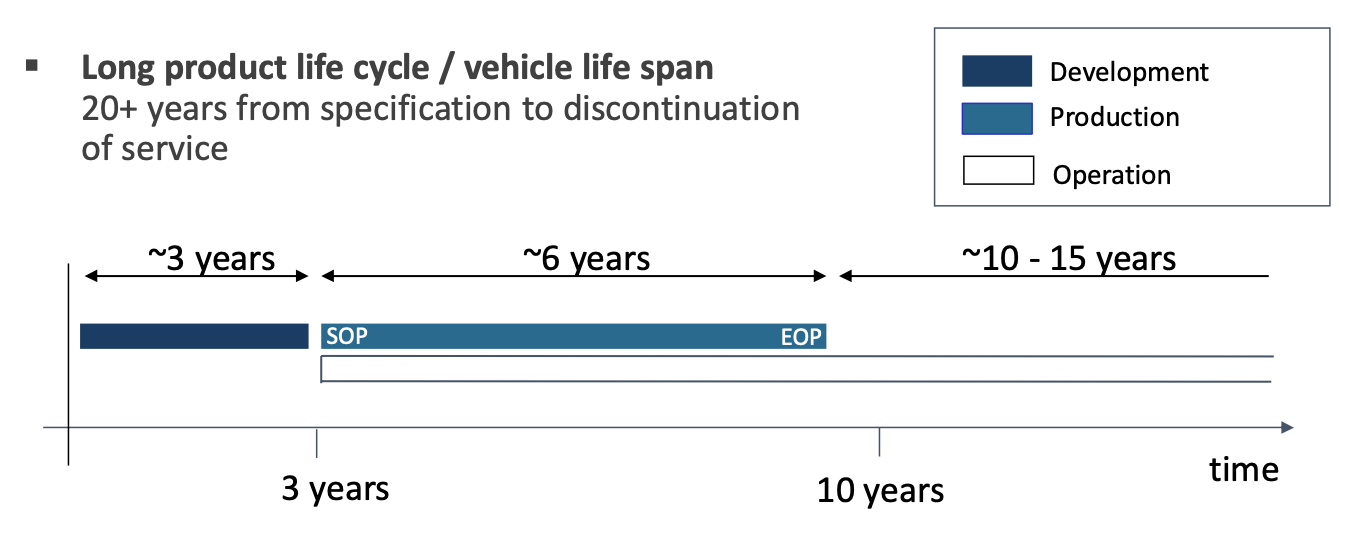 ▪ Long product life cycle / vehicle life span
20+ years from specification to discontinuation
of service
Development
Production
Operation
~3 years
~6 years
~10 - 15 years
SOP
EOP
3 years
10 years
time